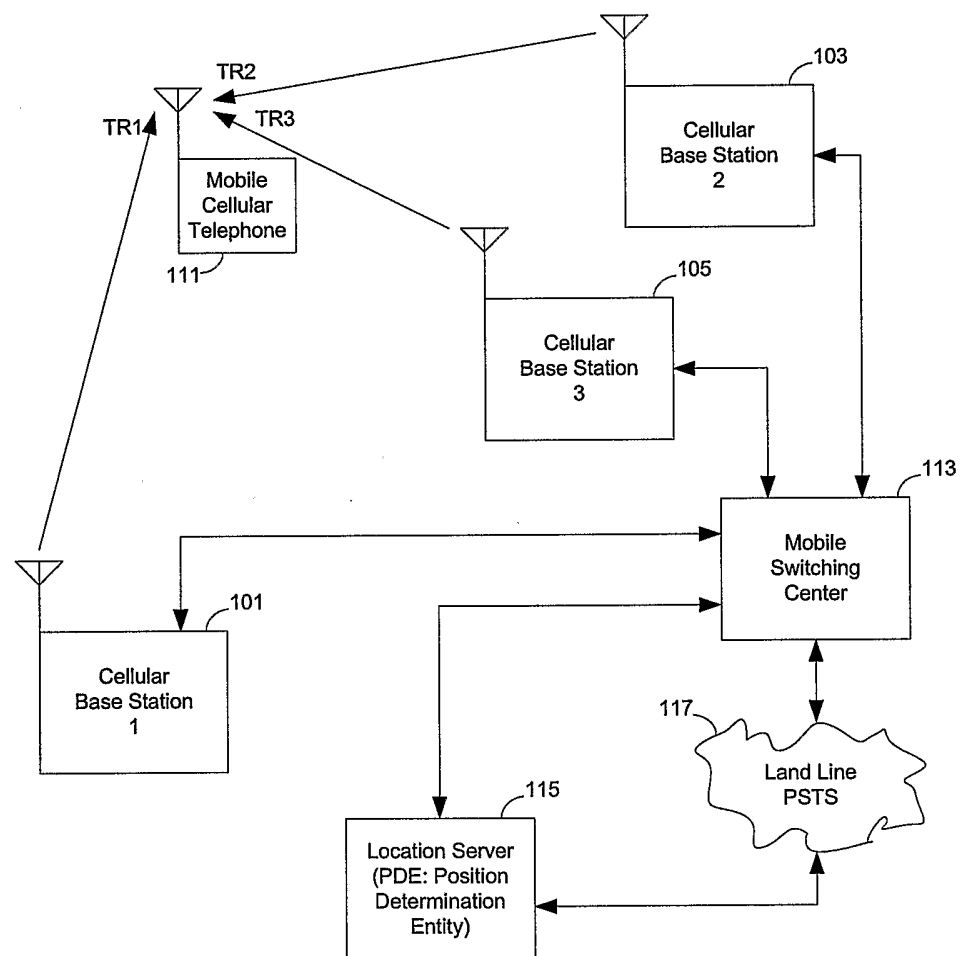 103
TR2
Cellular
Base Station
2
TR1
TR3
Mobile
Cellular
Telephone
111
105
Cellular
Base Station
3
113
Mobile
Switching
Center
101
Cellular
Base Station
1
117
Land Line
PSTS
115
Location Server
(PDE: Position
Determination
Entity)